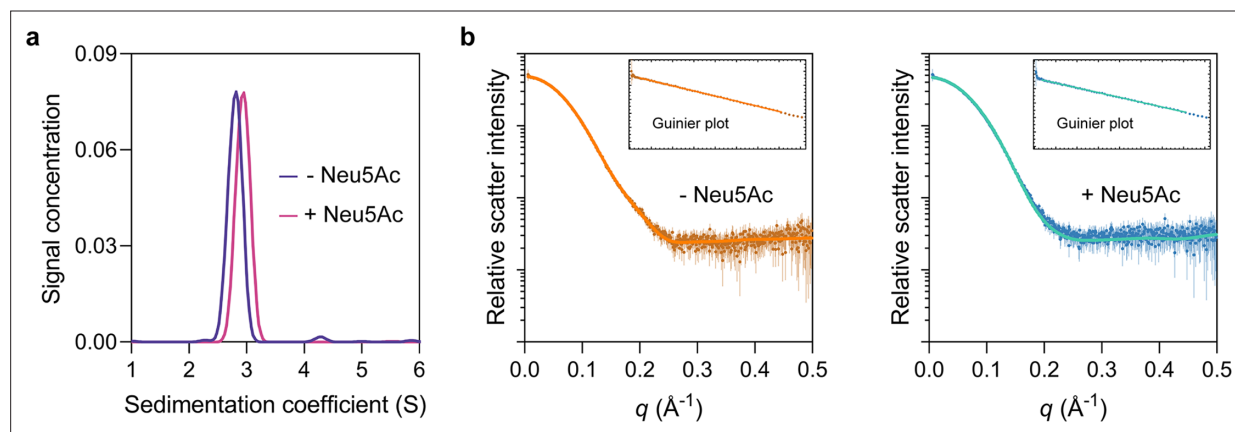 a
0.09
0.06
0.03
0.00
Signal concentration
- Neu5Ac
+ Neu5Ac
1 2 3 4 5 6
Sedimentation coefficient (S)
b
Relative scatter intensity
Guinier plot
- Neu5Ac
0.0 0.1 0.2 0.3 0.4 0.5
q (Å⁻¹)
Relative scatter intensity
Guinier plot
+ Neu5Ac
0.0 0.1 0.2 0.3 0.4 0.5
q (Å⁻¹)